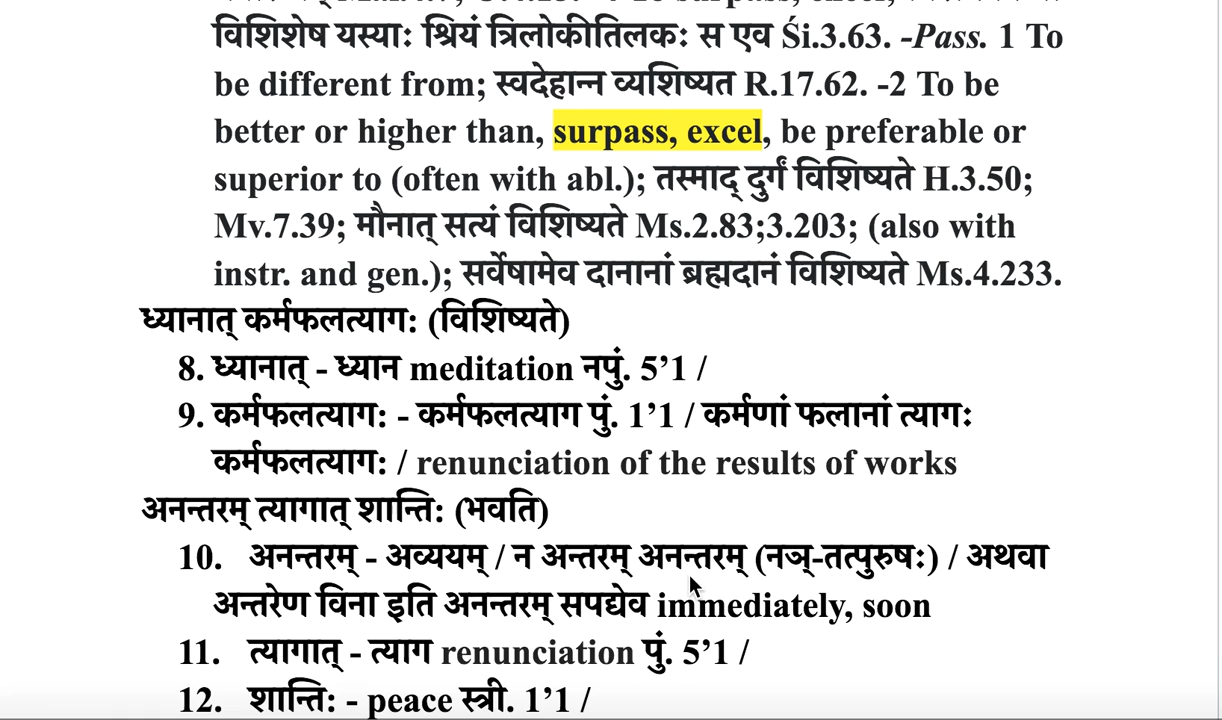 विशिशेष यस्याः श्रियं त्रिलोकीतिलकः स एव Śi.3.63. -Pass. 1 To
be different from; स्वदेहान्न व्यशिष्यत R.17.62. -2 To be
better or higher than, surpass, excel, be preferable or
superior to (often with abl.); तस्माद् दुर्गं विशिष्यते H.3.50;
Mv.7.39; मौनात् सत्यं विशिष्यते Ms.2.83;3.203; (also with
instr. and gen.); सर्वेषामेव दानानां ब्रह्मदानं विशिष्यते Ms.4.233.
ध्यानात् कर्मफलत्याग: (विशिष्यते)
8. ध्यानात् - ध्यान meditation नपुं. 5’1 /
9. कर्मफलत्याग: - कर्मफलत्याग पुं. 1’1 / कर्मणां फलानां त्यागः
कर्मफलत्याग: / renunciation of the results of works
अनन्तरम् त्यागात् शान्ति: (भवति)
10. अनन्तरम् - अव्ययम् / न अन्तरम् अनन्तरम् (नञ्-तत्पुरुषः) / अथवा
अन्तरेण विना इति अनन्तरम् सपद्येव immediately, soon
11. त्यागात् - त्याग renunciation पुं. 5’1 /
12. शान्ति: - peace स्त्री. 1’1 /